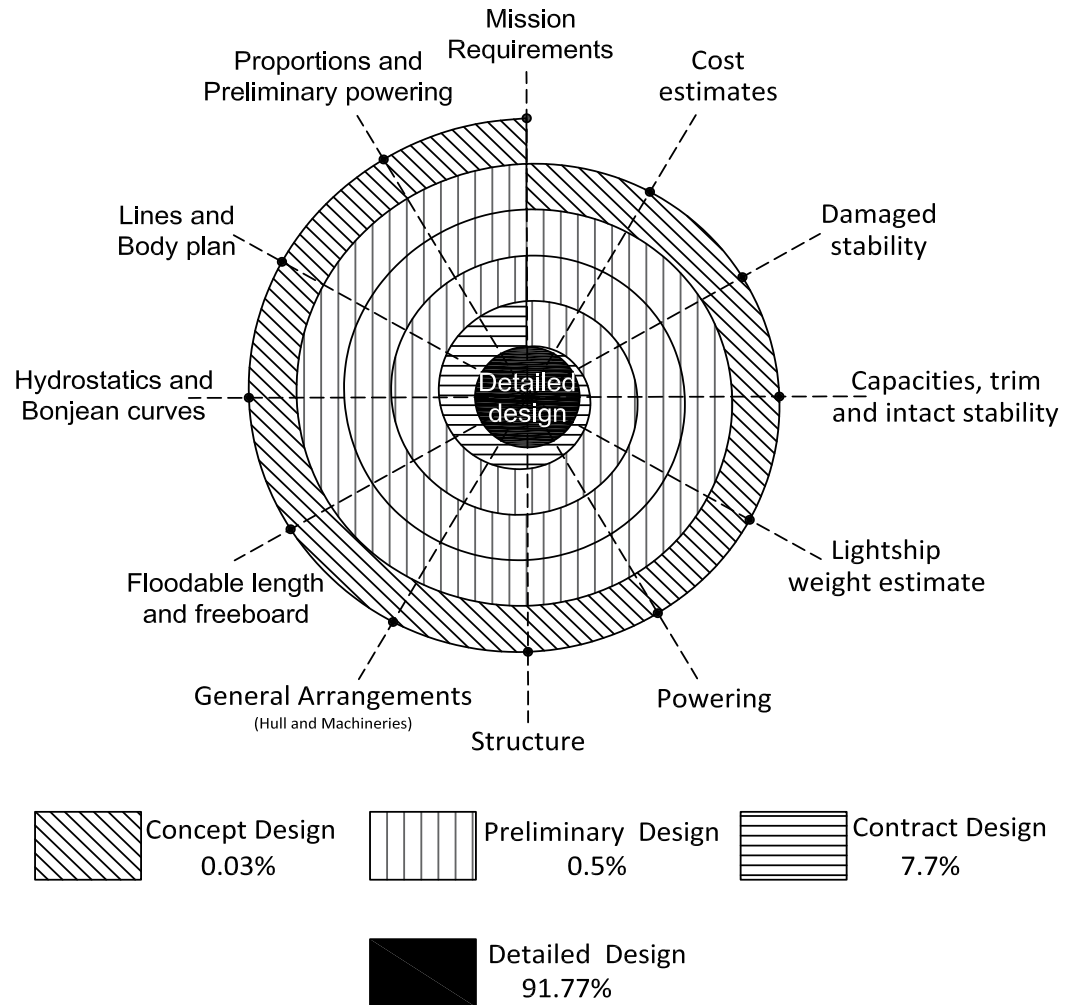 Mission
Requirements
Cost
estimates
Proportions and
Preliminary powering
Lines and
Body plan
Damaged
stability
Hydrostatics and
Bonjean curves
Detailed
design
Capacities, trim
and intact stability
Floodable length
and freeboard
Lightship
weight estimate
General Arrangements
(Hull and Machineries)
Structure
Powering
Concept Design
0.03%
Preliminary Design
0.5%
Contract Design
7.7%
Detailed Design
91.77%